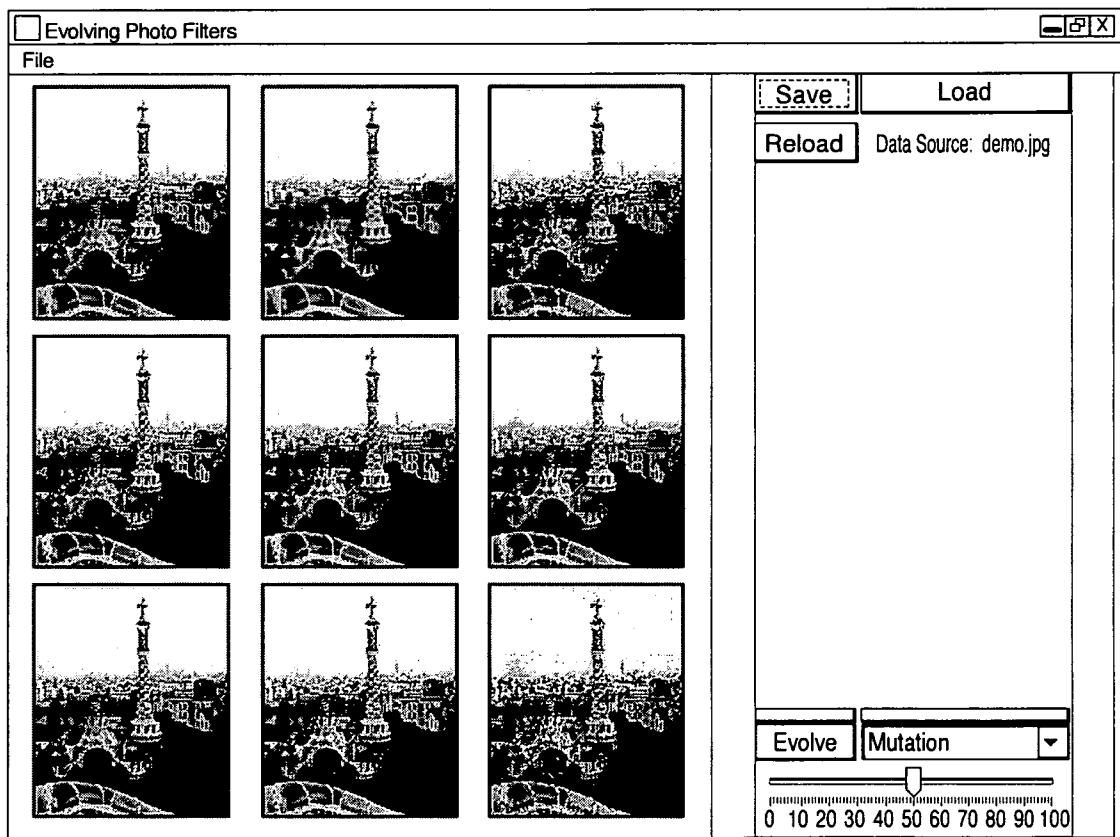 Evolving Photo Filters
X
File
Save
Load
Reload
Data Source: demo.jpg
Evolve
Mutation
0 10 20 30 40 50 60 70 80 90 100